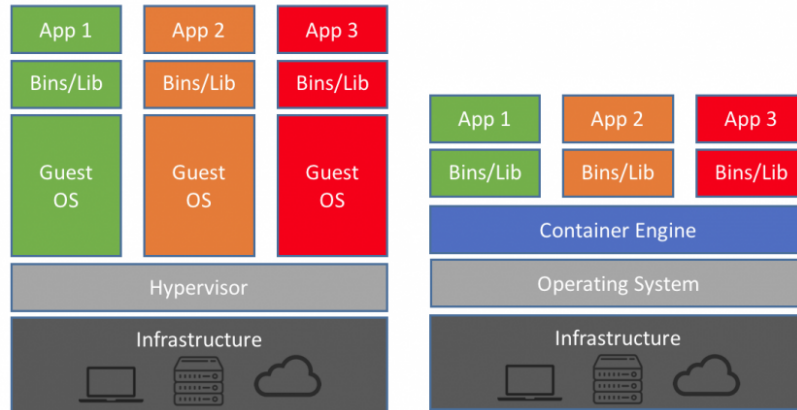 App 1
App 2
App 3
Bins/Lib
Bins/Lib
Bins/Lib
Guest
OS
Guest
OS
Guest
OS
Hypervisor
Infrastructure
App 1
App 2
App 3
Bins/Lib
Bins/Lib
Bins/Lib
Container Engine
Operating System
Infrastructure